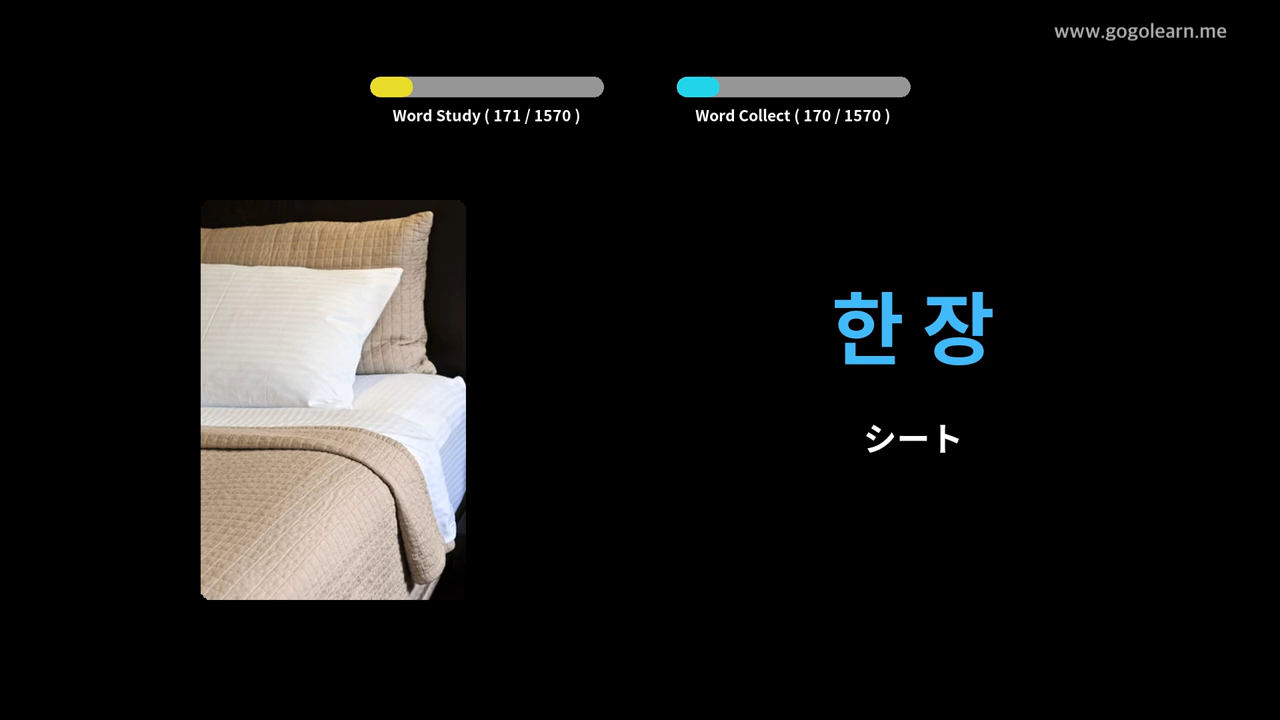 www.gogolearn.me
Word Study ( 171 / 1570 )
Word Collect ( 170 / 1570 )
한 장
シート